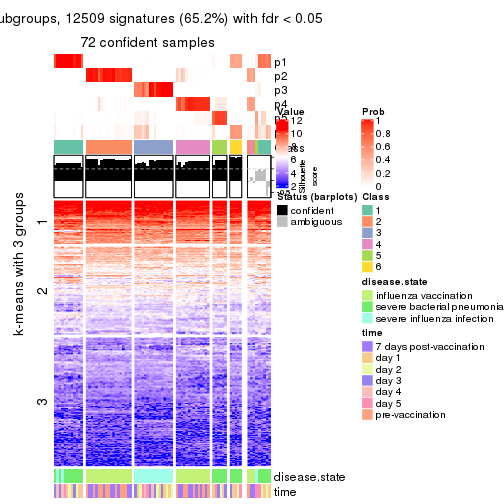 ubgroups, 12509 signatures (65.2%) with fdr < 0.05
72 confident samples
p1
p2
p3
p4
p5
Value
12
10
8
6
4
2
Silhouette
score
Prob
1
0.8
0.6
0.4
0.2
0
Status (barplots)
confident
ambiguous
Class
1
2
3
4
5
6
disease.state
influenza vaccination
severe bacterial pneumonia
severe influenza infection
time
7 days post-vaccination
day 1
day 2
day 3
day 4
day 5
pre-vaccination
k-means with 3 groups
1
2
3
disease.state
time